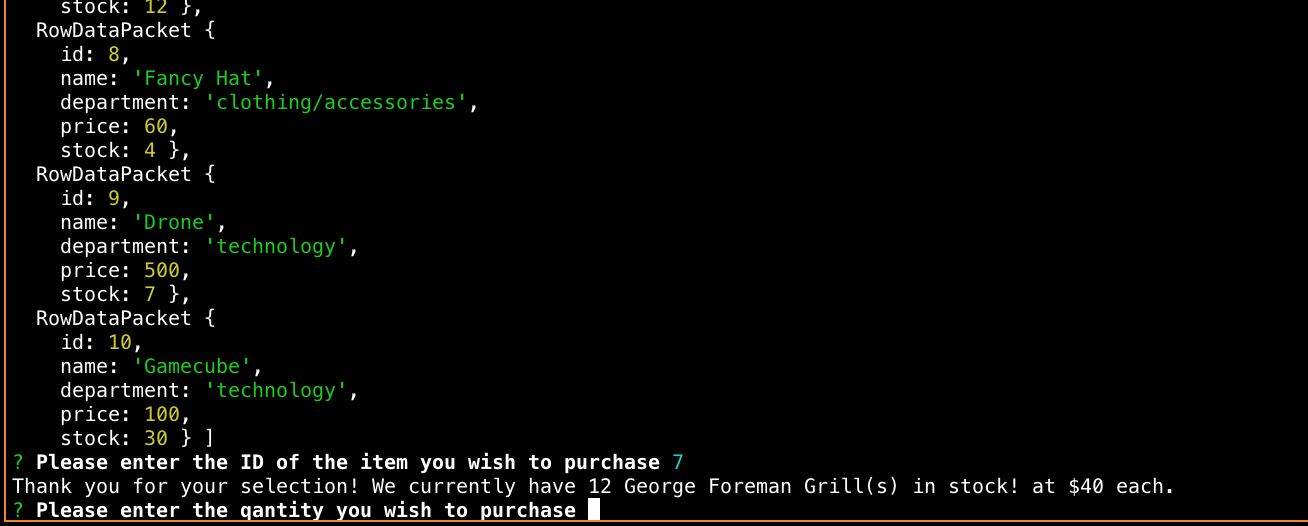 stock: 12 },
RowDataPacket {
id: 8,
name: 'Fancy Hat',
department: 'clothing/accessories',
price: 60,
stock: 4 },
RowDataPacket {
id: 9,
name: 'Drone',
department: 'technology',
price: 500,
stock: 7 },
RowDataPacket {
id: 10,
name: 'Gamecube',
department: 'technology',
price: 100,
stock: 30 } ]
? Please enter the ID of the item you wish to purchase 7
Thank you for your selection! We currently have 12 George Foreman Grill(s) in stock! at $40 each.
? Please enter the qantity you wish to purchase